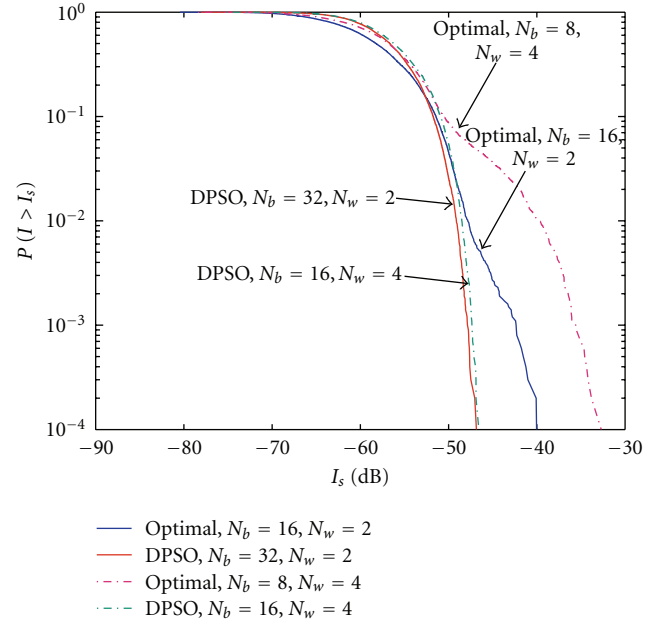 10⁰
10⁻¹
10⁻²
10⁻³
10⁻⁴
P (I > I_s)
Optimal, N_b = 8,
N_w = 4
Optimal, N_b = 16,
N_w = 2
DPSO, N_b = 32, N_w = 2
DPSO, N_b = 16, N_w = 4
−90 −80 −70 −60 −50 −40 −30
I_s (dB)
Optimal, N_b = 16, N_w = 2
DPSO, N_b = 32, N_w = 2
Optimal, N_b = 8, N_w = 4
DPSO, N_b = 16, N_w = 4